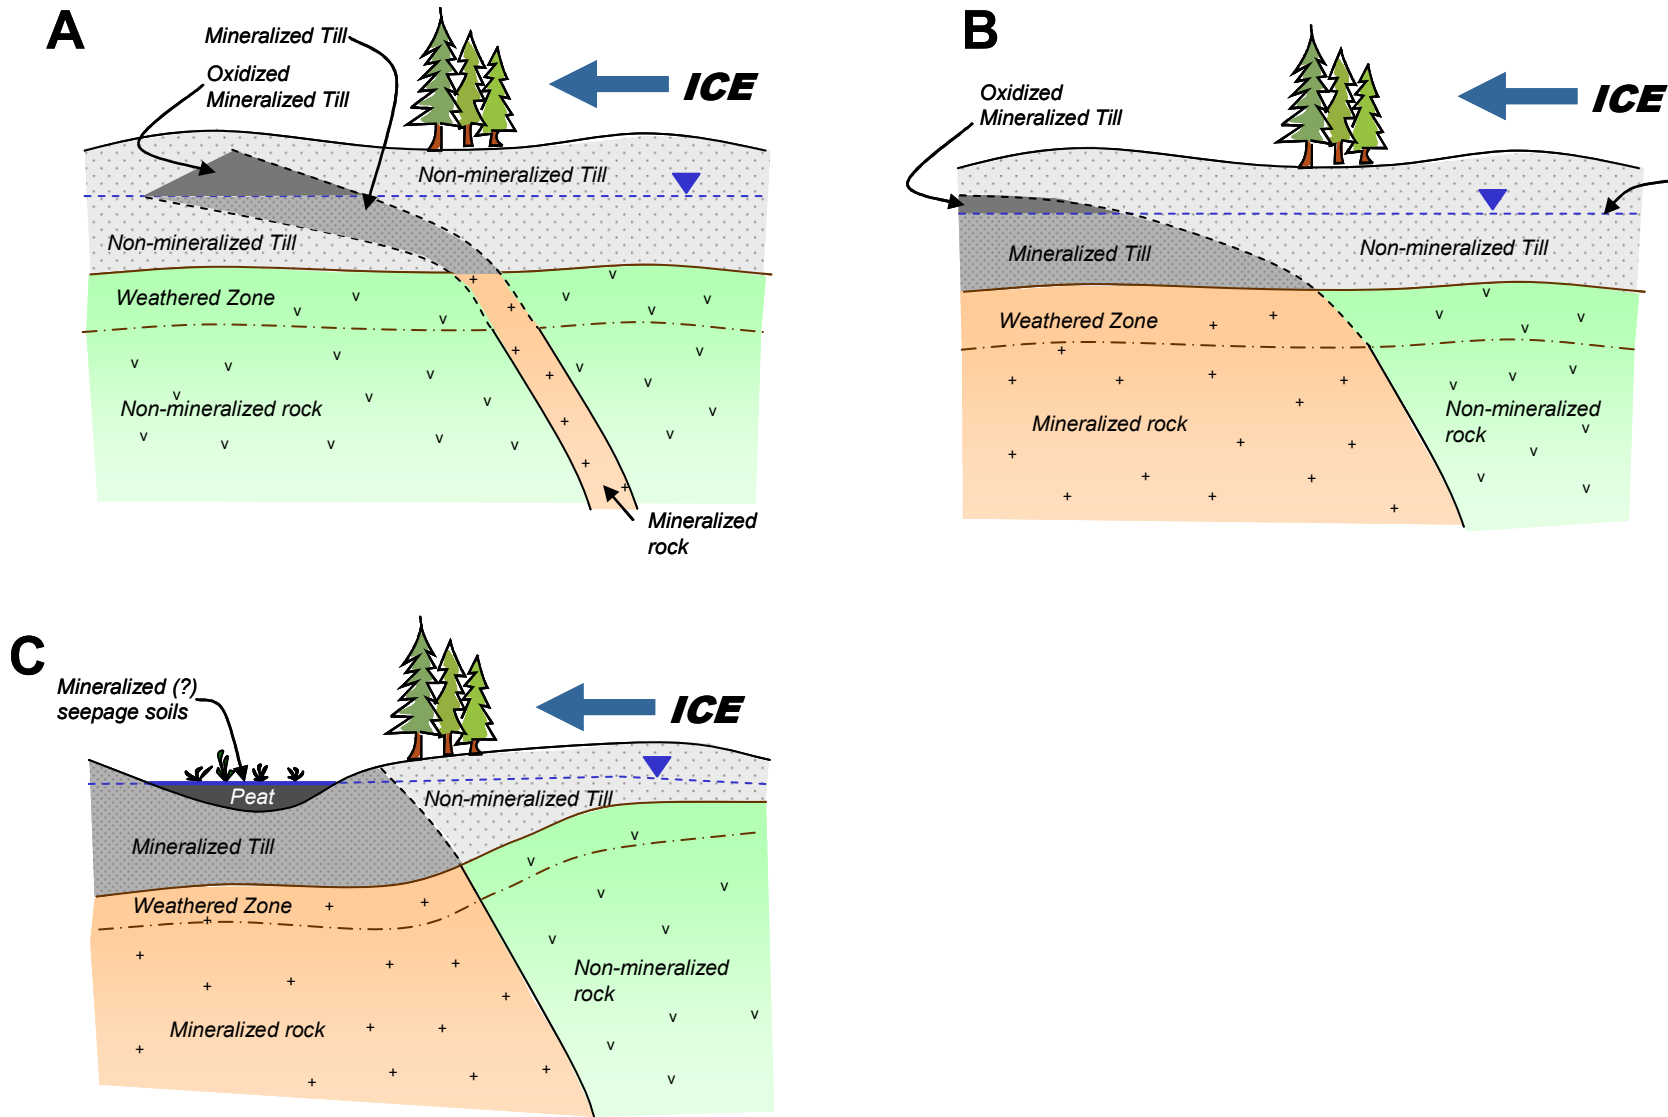 A
Mineralized Till
Oxidized
Mineralized Till
ICE
Non-mineralized Till
Non-mineralized Till
Weathered Zone
Non-mineralized rock
Mineralized
rock
B
Oxidized
Mineralized Till
ICE
Mineralized Till
Non-mineralized Till
Weathered Zone
Mineralized rock
Non-mineralized
rock
C
Mineralized (?)
seepage soils
ICE
Peat
Non-mineralized Till
Mineralized Till
Weathered Zone
Non-mineralized
rock
Mineralized rock